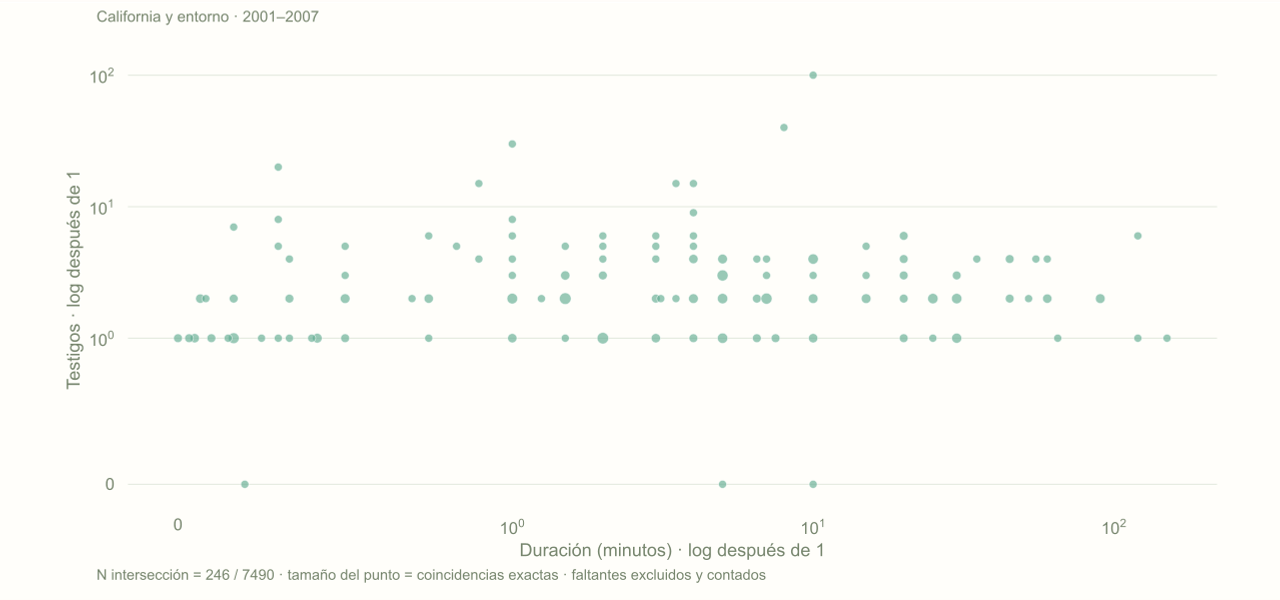 California y entorno · 2001–2007
10²
10¹
10⁰
0
Testigos · log después de 1
0
10⁰
10¹
10²
Duración (minutos) · log después de 1
N intersección = 246 / 7490 · tamaño del punto = coincidencias exactas · faltantes excluidos y contados